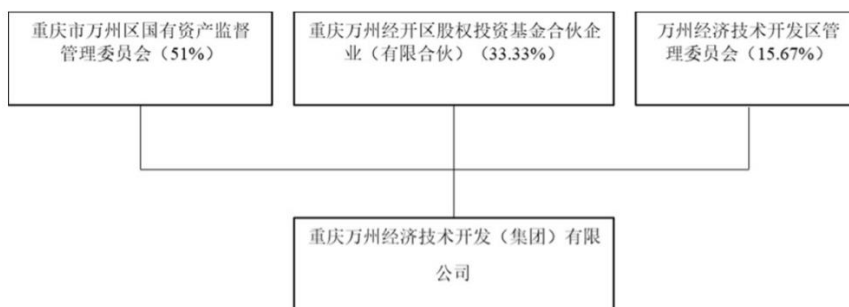 重庆市万州区国有资产监督
管理委员会（51%）
重庆万州经开区股权投资基金合伙企
业（有限合伙）（33.33%）
万州经济技术开发区管
理委员会（15.67%）
重庆万州经济技术开发（集团）有限
公司